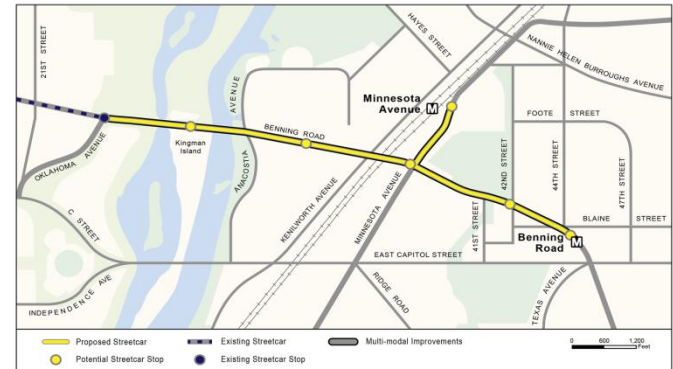 21ST STREET
HAYES STREET
NANNIE HELEN BURROUGHS AVENUE
Minnesota
Avenue M
AVENUE
FOOTE STREET
BENNING ROAD
Kingman
Island
OKLAHOMA AVENUE
ANACOSTIA
42ND STREET
44TH STREET
47TH STREET
KENILWORTH AVENUE
MINNESOTA AVENUE
C STREET
41ST STREET
BLAINE STREET
Benning
Road M
EAST CAPITOL STREET
INDEPENDENCE AVE
RIDGE ROAD
TEXAS AVENUE
Proposed Streetcar
Existing Streetcar
Multi-modal Improvements
Potential Streetcar Stop
Existing Streetcar Stop
0 600 1,200
Feet